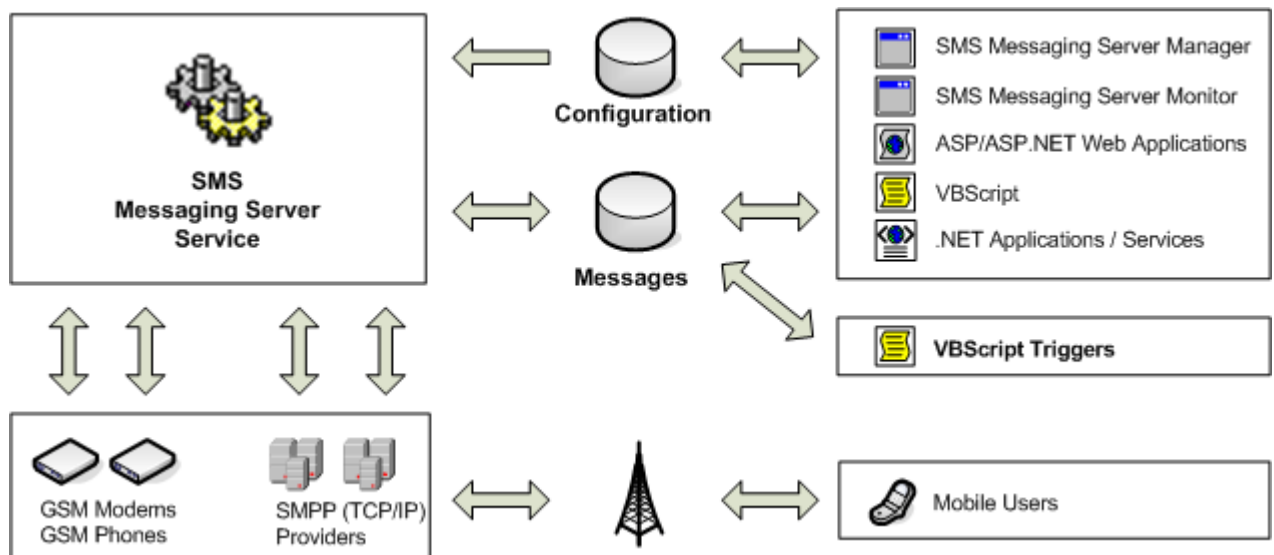 SMS
Messaging Server
Service
Configuration
Messages
SMS Messaging Server Manager
SMS Messaging Server Monitor
ASP/ASP.NET Web Applications
VBScript
.NET Applications / Services
VBScript Triggers
GSM Modems
GSM Phones
SMPP (TCP/IP)
Providers
Mobile Users